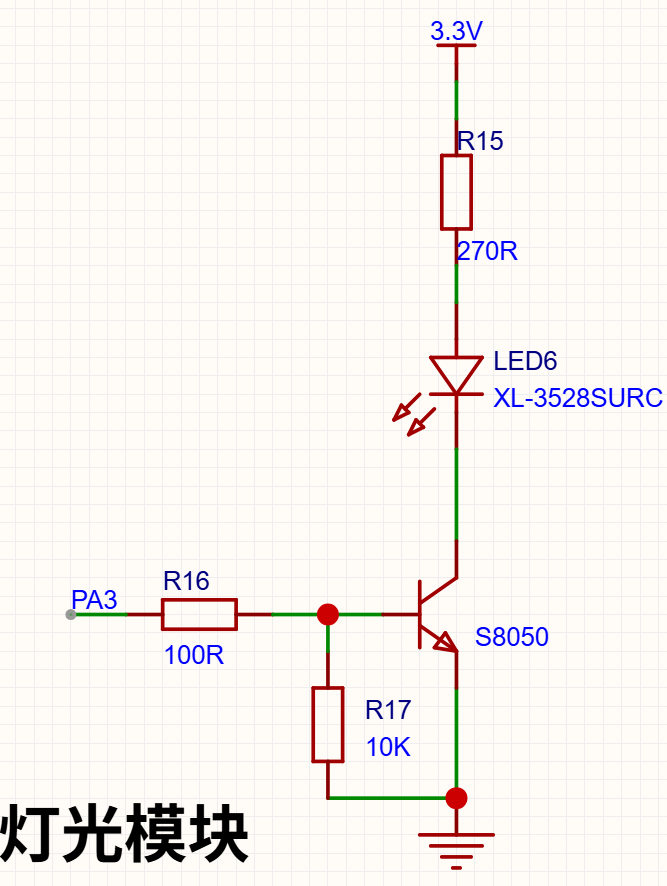 3.3V
R15
270R
LED6
XL-3528SURC
R16
PA3
100R
S8050
R17
10K
灯光模块